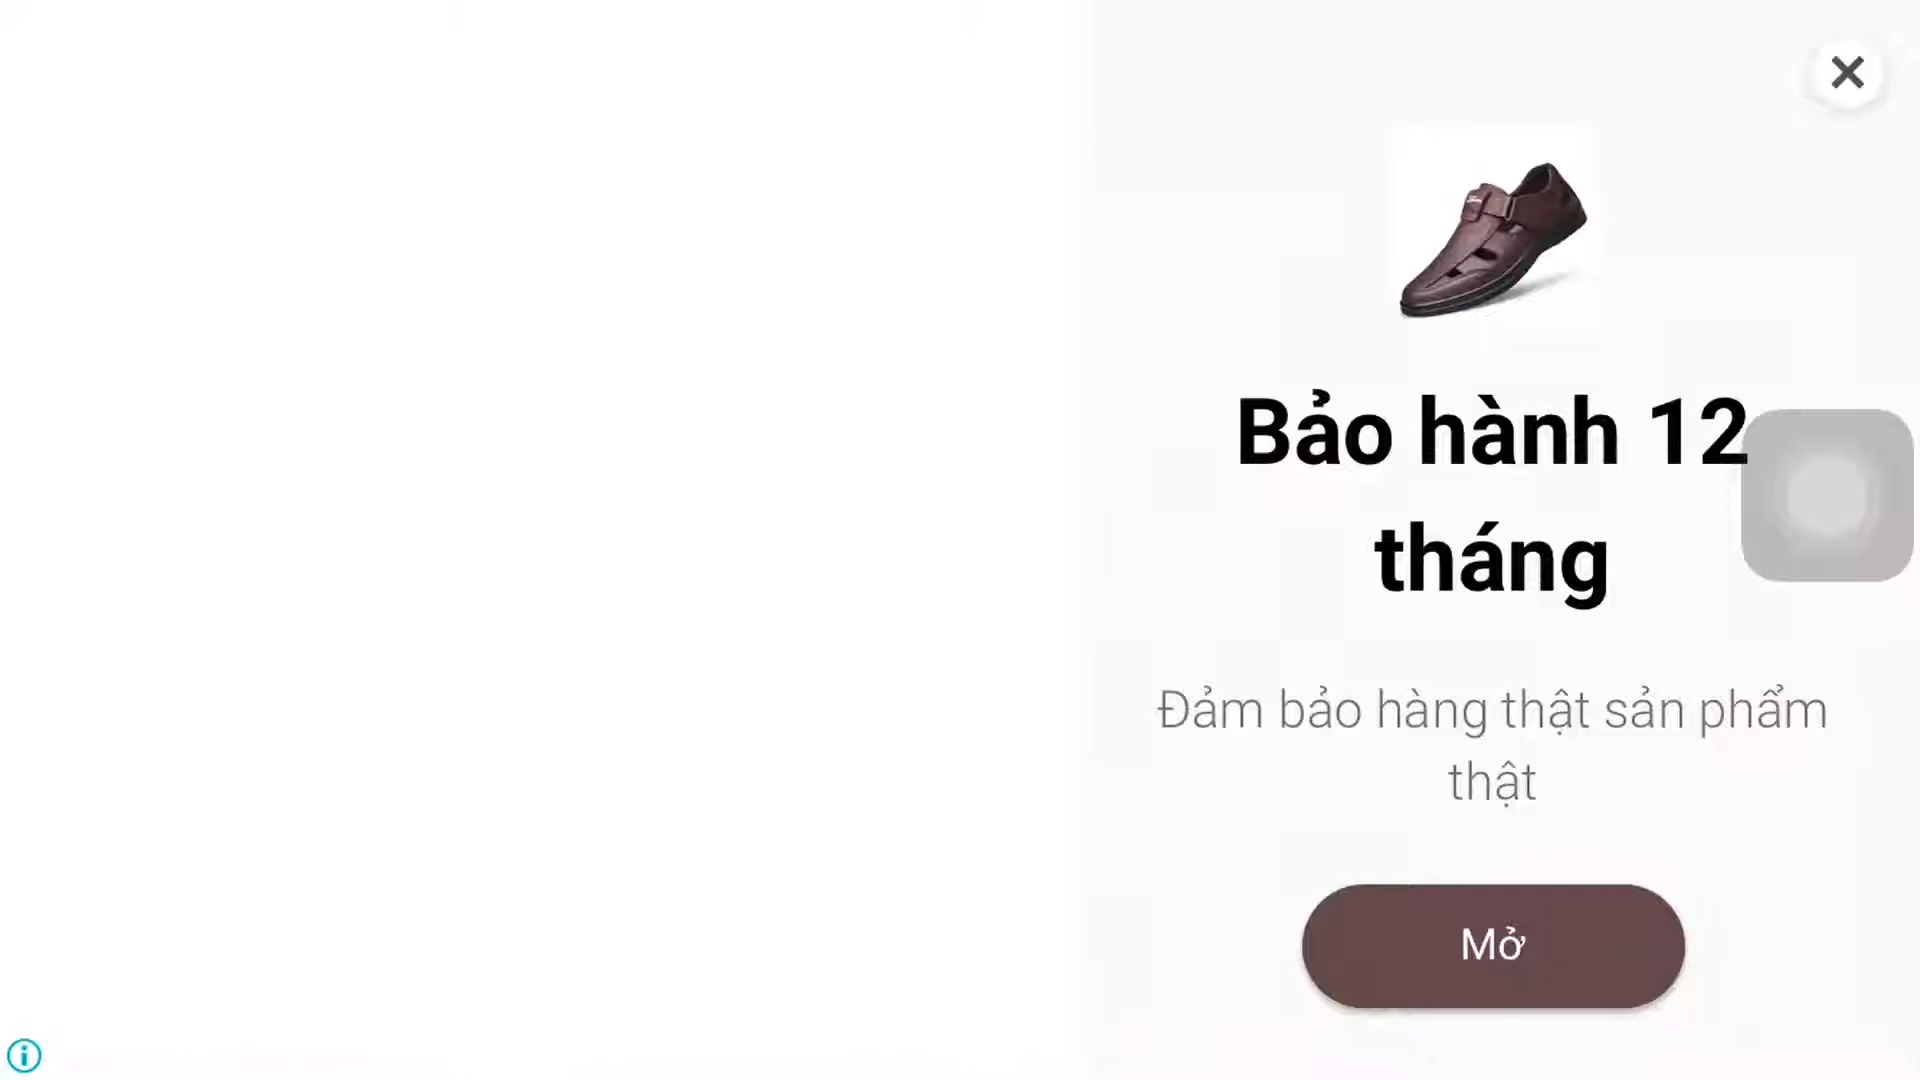 Bảo hành 12
tháng
Đảm bảo hàng thật sản phẩm
thật
Mở